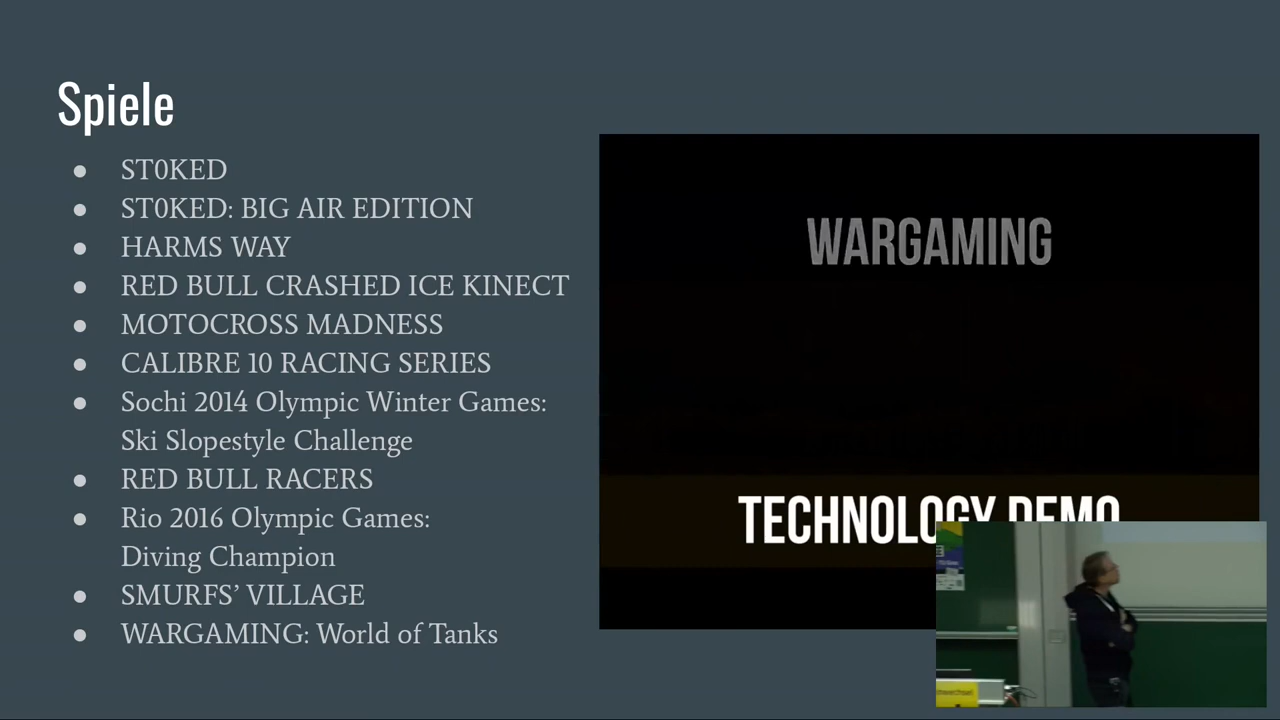 Spiele
ST0KED
ST0KED: BIG AIR EDITION
HARMS WAY
RED BULL CRASHED ICE KINECT
MOTOCROSS MADNESS
CALIBRE 10 RACING SERIES
Sochi 2014 Olympic Winter Games:
Ski Slopestyle Challenge
RED BULL RACERS
Rio 2016 Olympic Games:
Diving Champion
SMURFS’ VILLAGE
WARGAMING: World of Tanks
WARGAMING
TECHNOLOGY DEMO